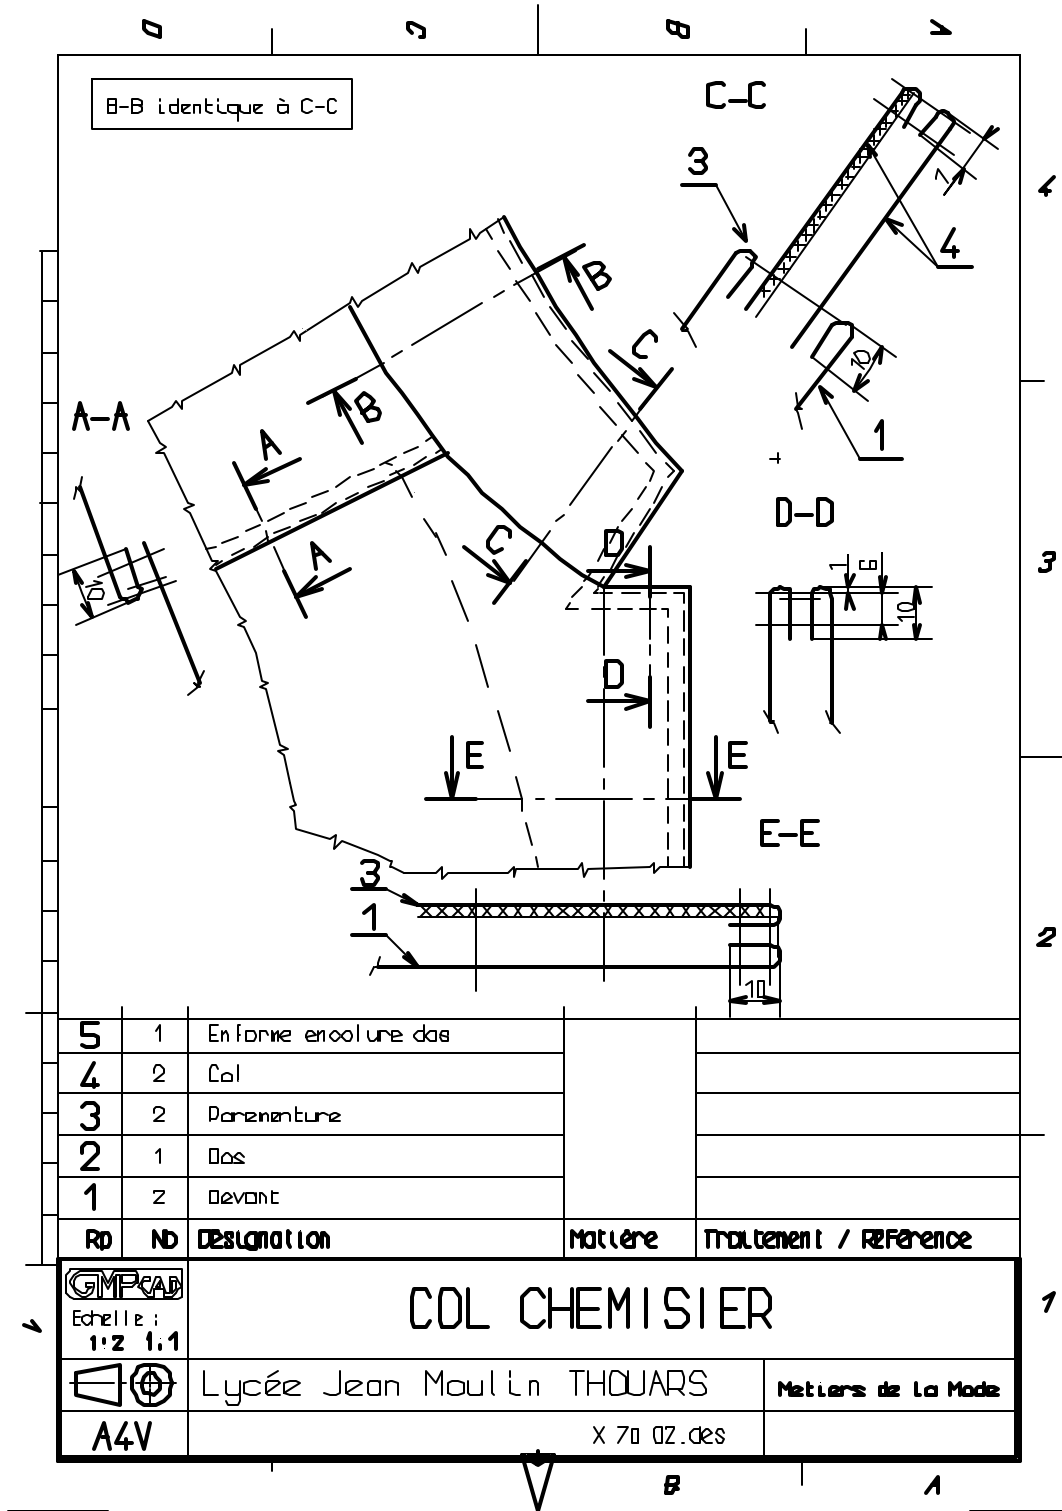 D C B A
B-B identique à C-C
C-C
3
7
4
4
B
C
10
B
A-A
A
1
D-D
C
D
A
1 6
3
10
10
D
E E
E-E
3
1
2
10
5 1 Enforme encolure dos
4 2 Col
3 2 Parementure
2 1 Dos
1 2 Devant
Rp Nb Désignation Matière Traitement / Référence
GMPCAD
COL CHEMISIER
1
Echelle :
1:2 1:1
Lycée Jean Moulin THOUARS
Metiers de la Mode
A4V
X 70 02.des
B A